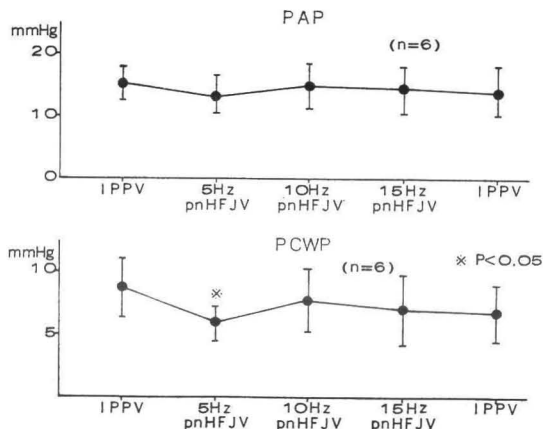 PAP
mmHg
20
(n=6)
10
0
IPPV 5Hz 10Hz 15Hz IPPV
pnHFJV pnHFJV pnHFJV
PCWP
mmHg
※ P<0.05
10
(n=6)
※
5
IPPV 5Hz 10Hz 15Hz IPPV
pnHFJV pnHFJV pnHFJV